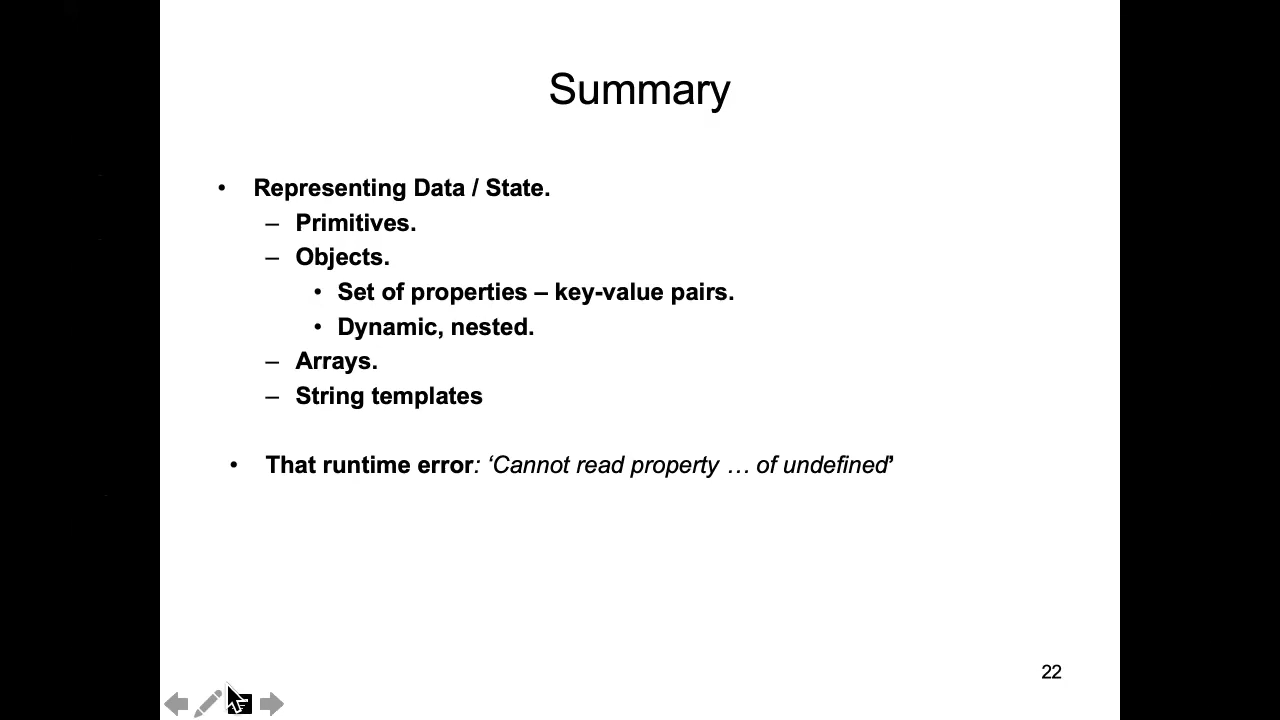 Summary
• Representing Data / State.
– Primitives.
– Objects.
• Set of properties – key-value pairs.
• Dynamic, nested.
– Arrays.
– String templates
• That runtime error: ‘Cannot read property … of undefined’
22